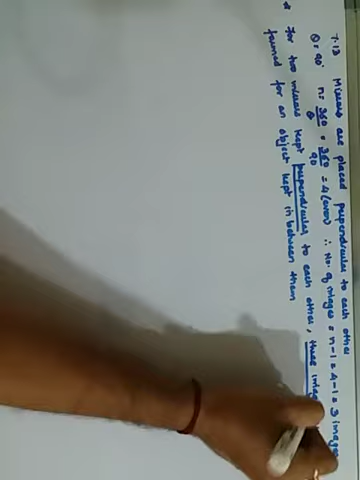 7.13 Mirrors are placed perpendicular to each other
θ = 90° n = 360/θ = 360/90 = 4 (even) ∴ No. of images = n - 1 = 4 - 1 = 3 images
* For two mirrors kept perpendicular to each other, three
formed for an object kept in between them